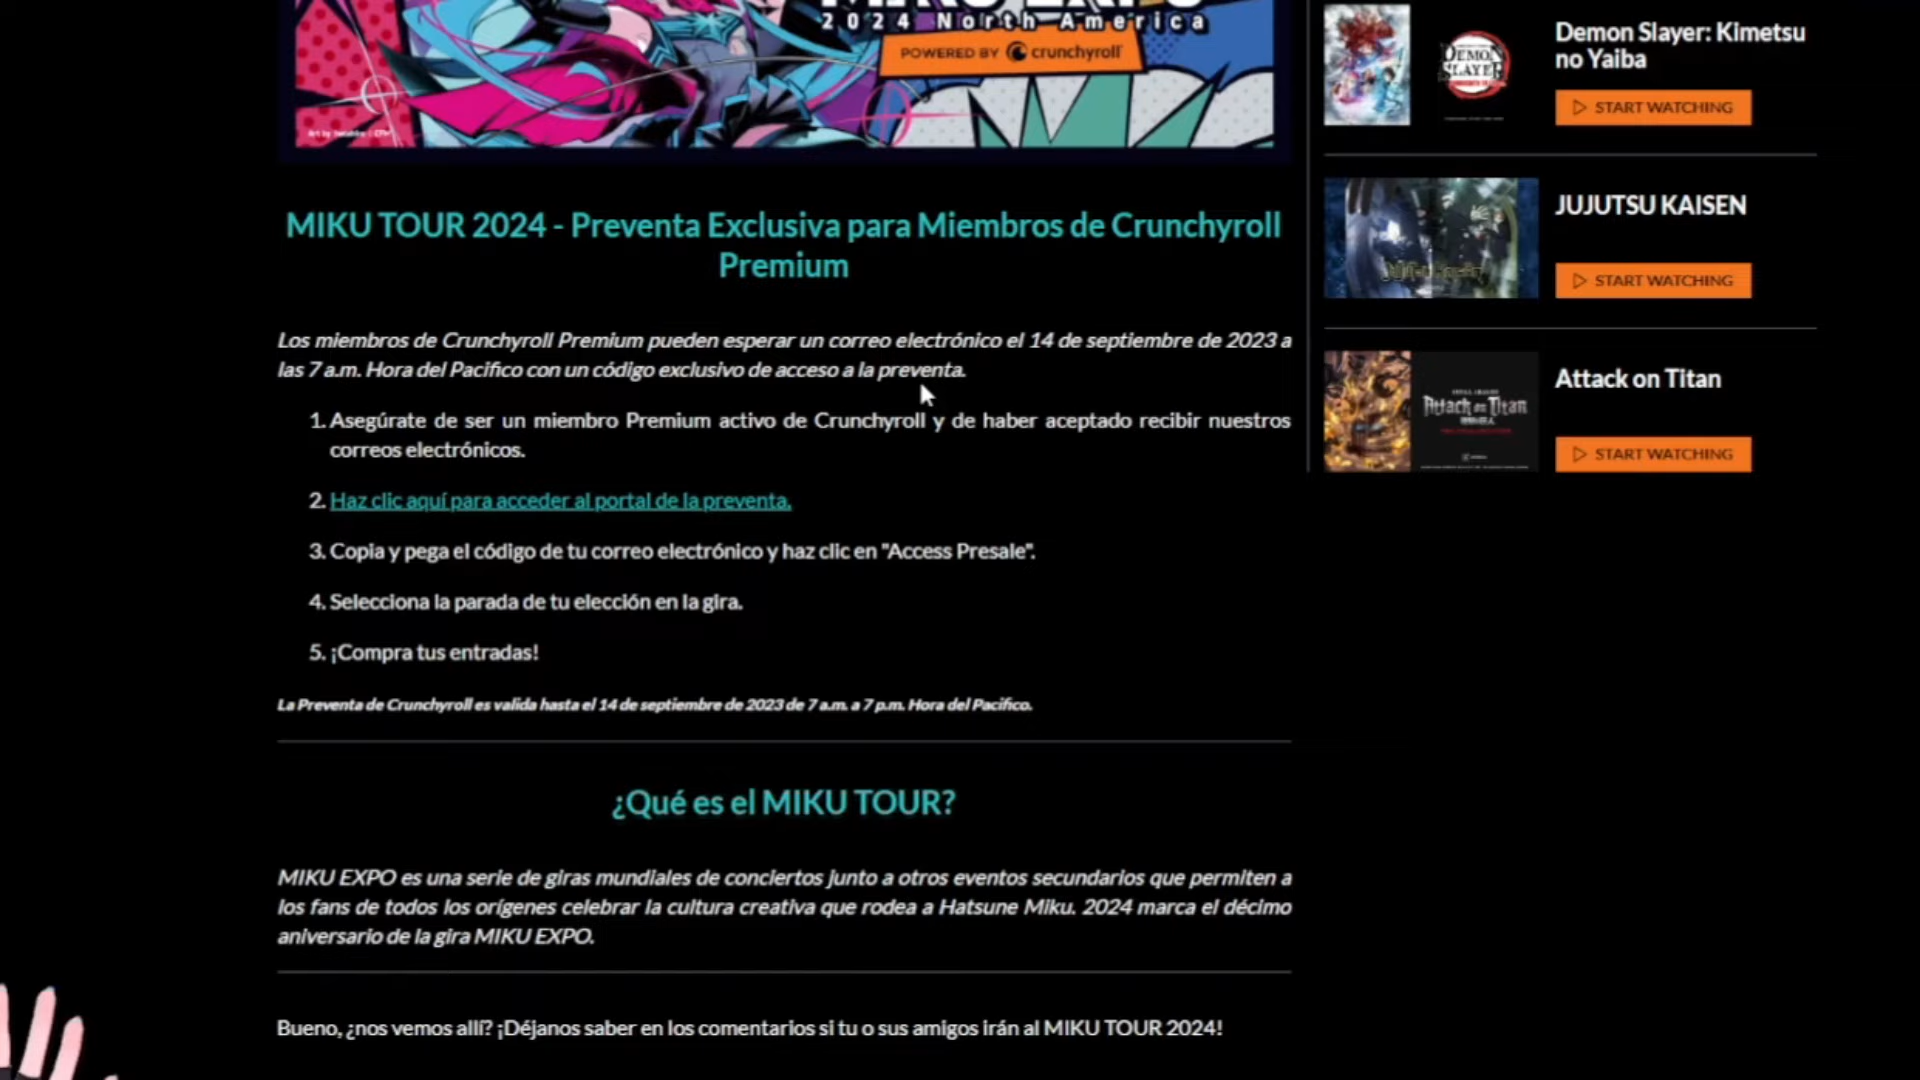 2024 North America
POWERED BY crunchyroll
MIKU TOUR 2024 - Preventa Exclusiva para Miembros de Crunchyroll
Premium
Los miembros de Crunchyroll Premium pueden esperar un correo electrónico el 14 de septiembre de 2023 a
las 7 a.m. Hora del Pacifico con un código exclusivo de acceso a la preventa.
1. Asegúrate de ser un miembro Premium activo de Crunchyroll y de haber aceptado recibir nuestros
correos electrónicos.
2. Haz clic aquí para acceder al portal de la preventa.
3. Copia y pega el código de tu correo electrónico y haz clic en "Access Presale".
4. Selecciona la parada de tu elección en la gira.
5. ¡Compra tus entradas!
La Preventa de Crunchyroll es valida hasta el 14 de septiembre de 2023 de 7 a.m. a 7 p.m. Hora del Pacifico.
¿Qué es el MIKU TOUR?
MIKU EXPO es una serie de giras mundiales de conciertos junto a otros eventos secundarios que permiten a
los fans de todos los orígenes celebrar la cultura creativa que rodea a Hatsune Miku. 2024 marca el décimo
aniversario de la gira MIKU EXPO.
Bueno, ¿nos vemos allí? ¡Déjanos saber en los comentarios si tu o sus amigos irán al MIKU TOUR 2024!
Demon Slayer: Kimetsu
no Yaiba
DEMON
SLAYER
START WATCHING
JUJUTSU KAISEN
START WATCHING
Attack on Titan
Attack on Titan
START WATCHING